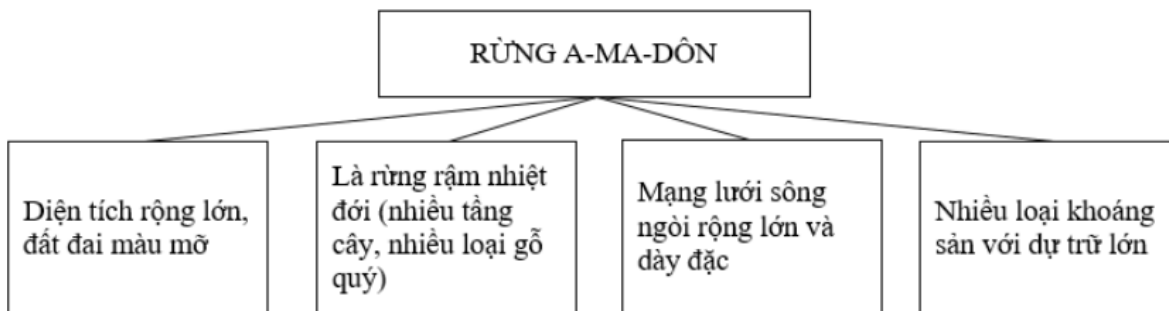 RỪNG A-MA-DÔN
Diện tích rộng lớn,
đất đai màu mỡ
Là rừng rậm nhiệt
đới (nhiều tầng
cây, nhiều loại gỗ
quý)
Mạng lưới sông
ngòi rộng lớn và
dày đặc
Nhiều loại khoáng
sản với dự trữ lớn